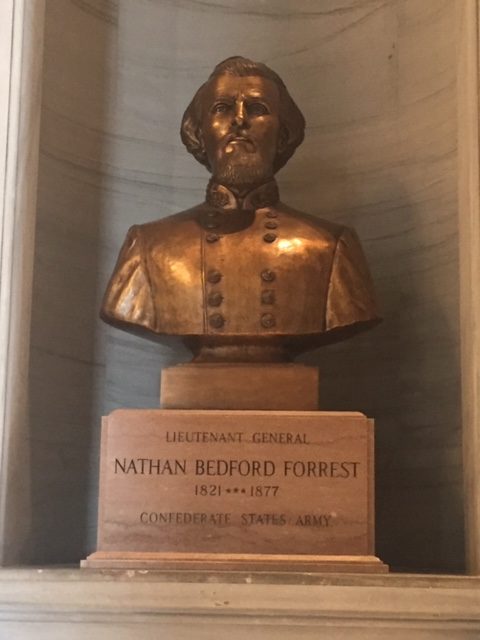 LIEUTENANT GENERAL
NATHAN BEDFORD FORREST
1821 *** 1877
CONFEDERATE STATES ARMY